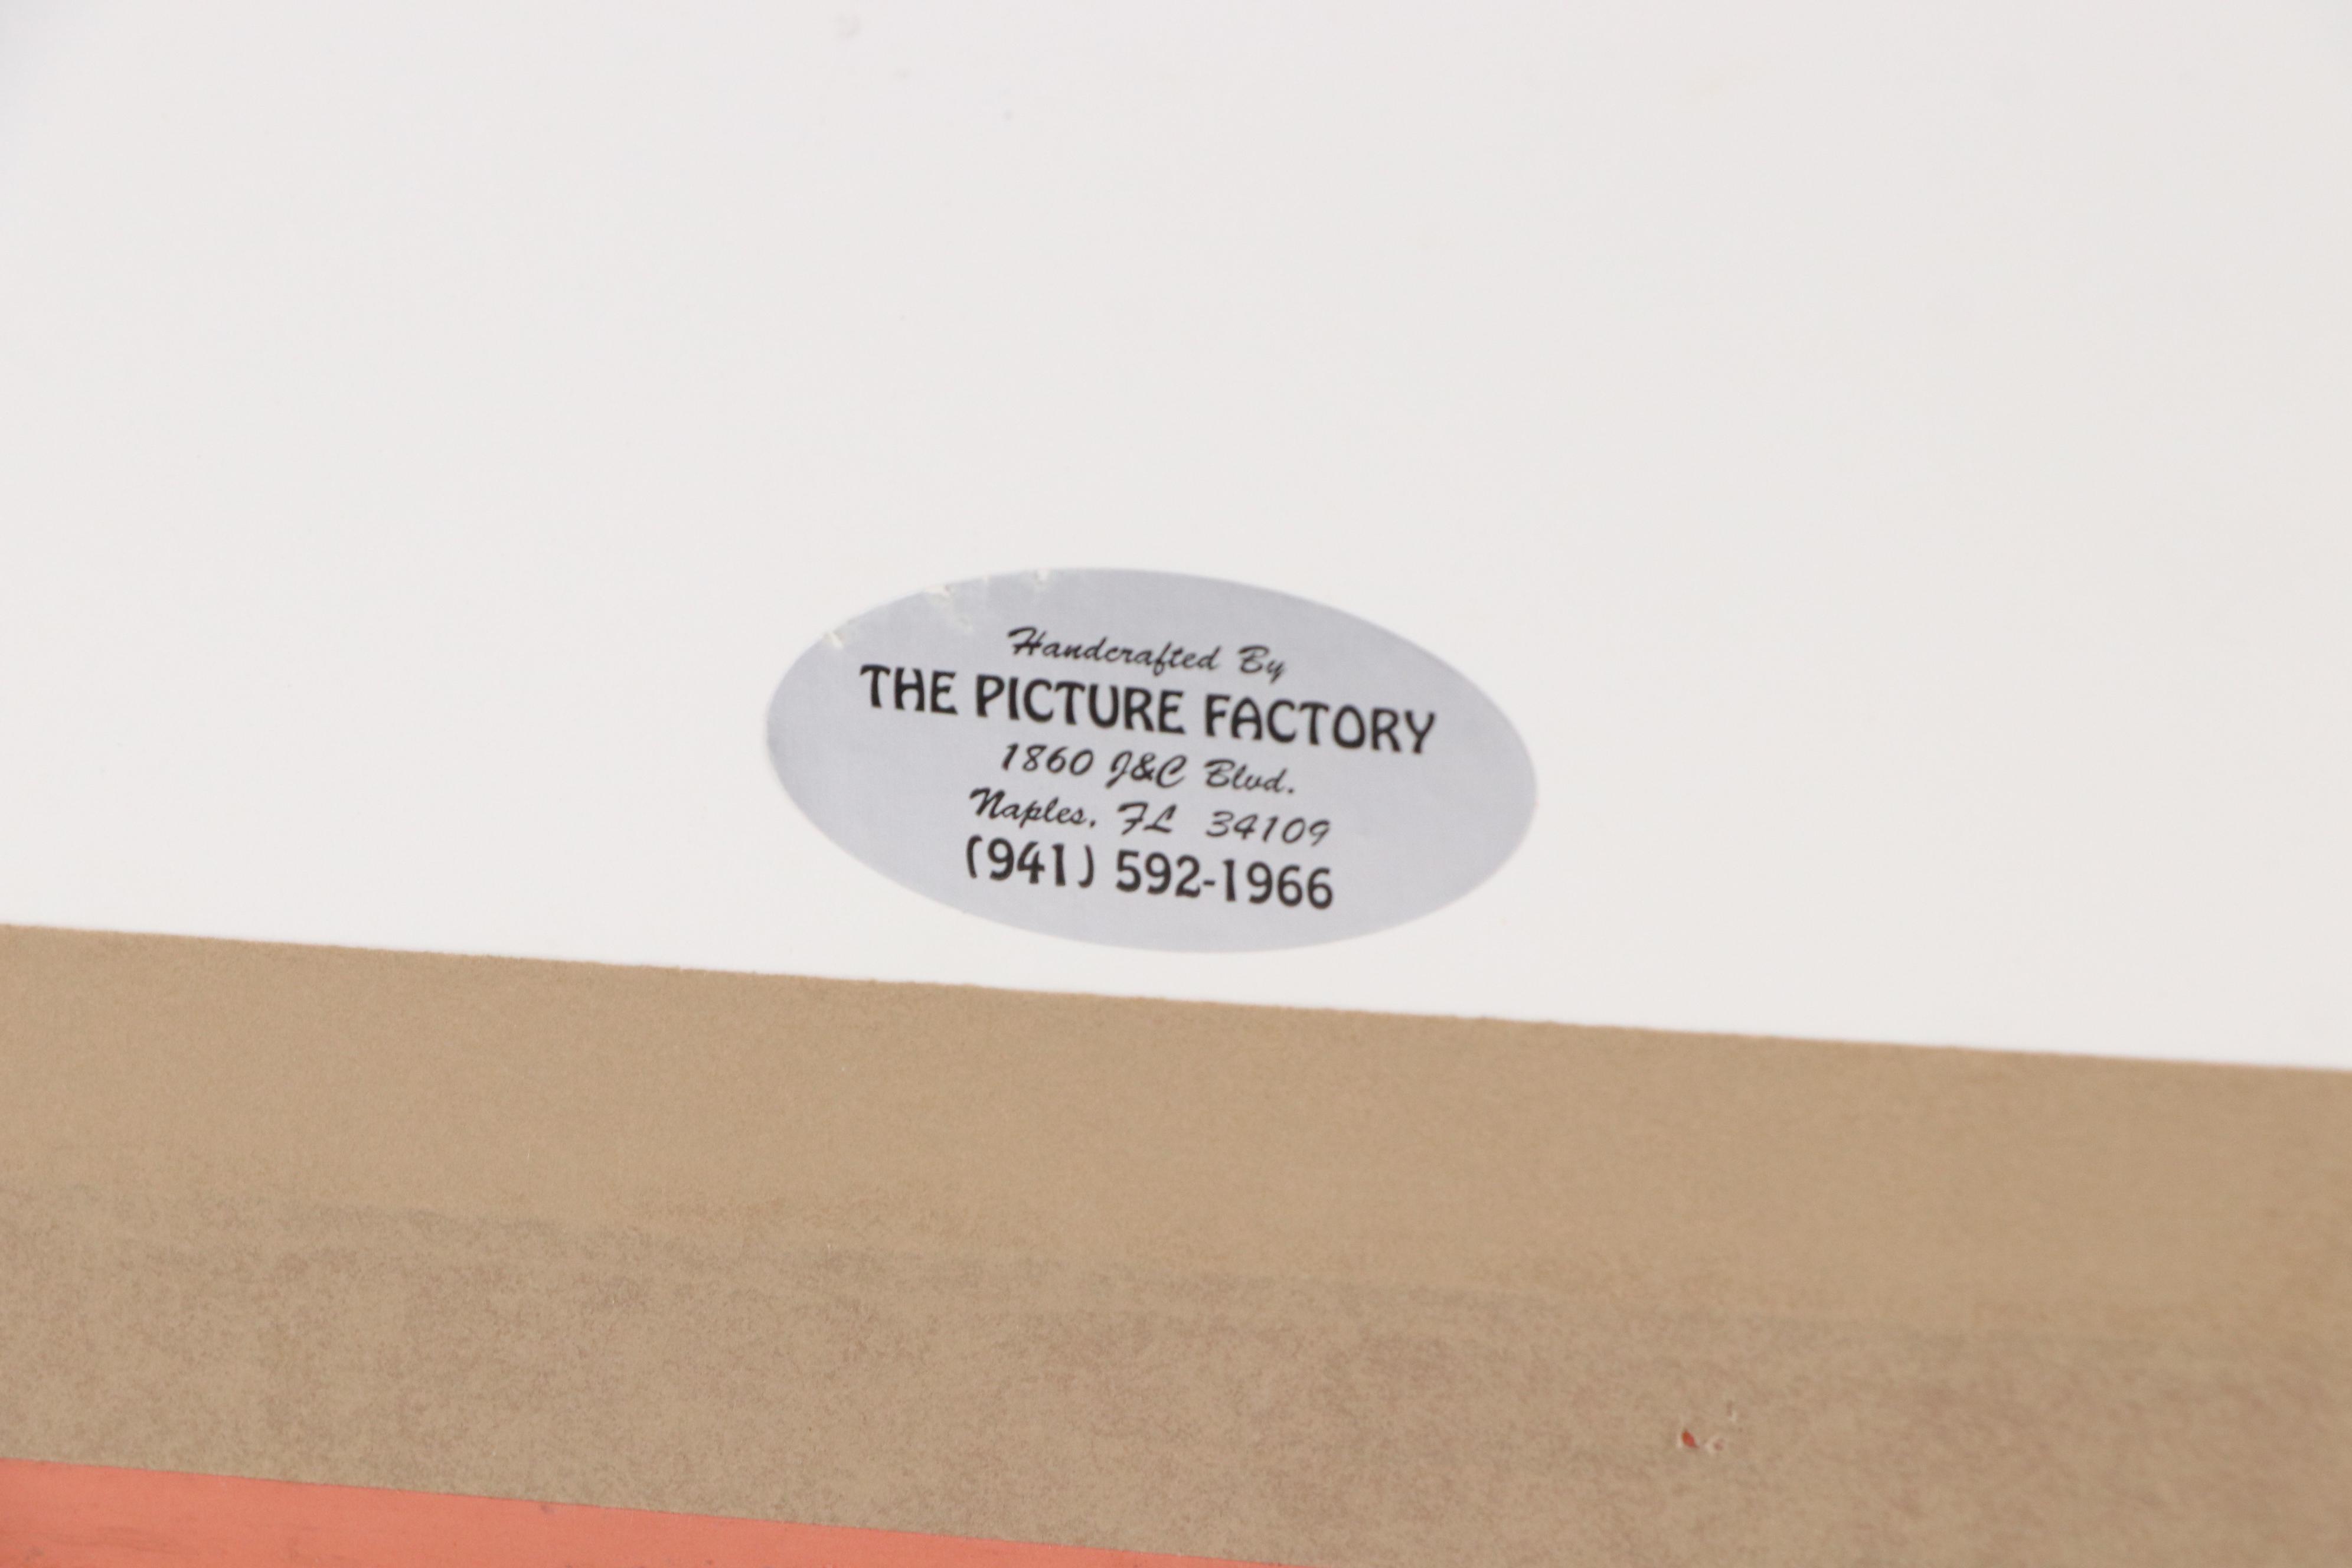 Handcrafted By
THE PICTURE FACTORY
1860 J&C Blvd.
Naples, FL 34109
(941) 592-1966